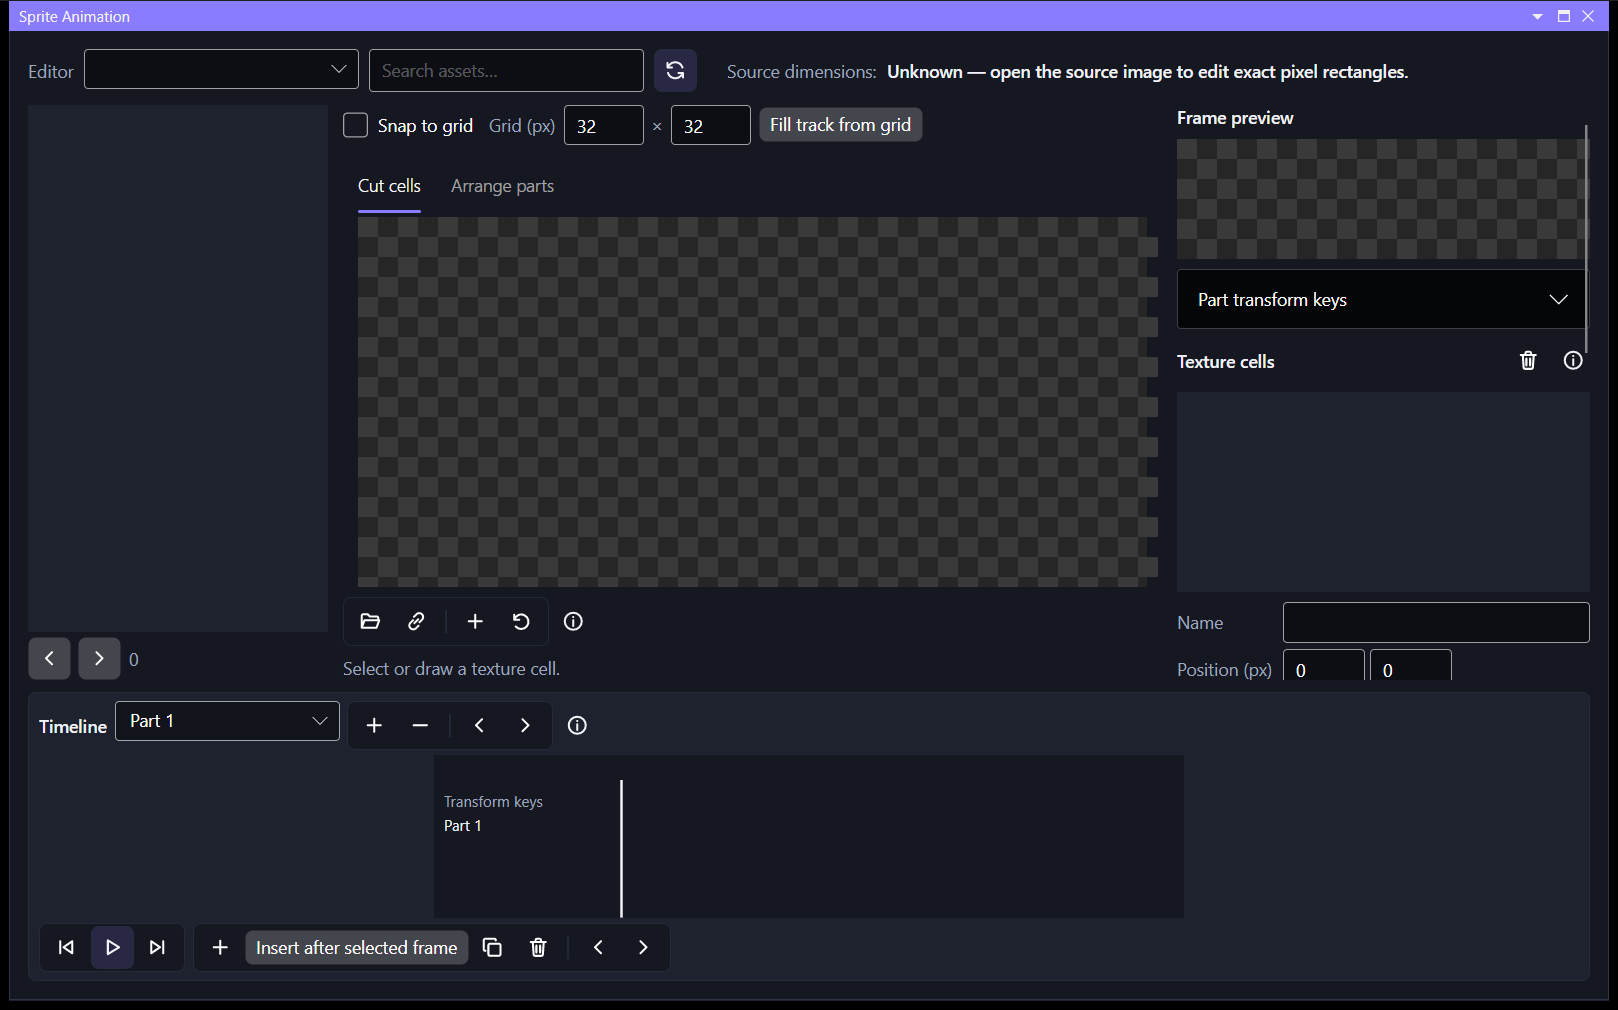 Sprite Animation
Editor
Search assets...
Source dimensions: Unknown — open the source image to edit exact pixel rectangles.
Snap to grid Grid (px) 32 × 32 Fill track from grid
Frame preview
Cut cells Arrange parts
Part transform keys
Texture cells
Name
Position (px) 0 0
Select or draw a texture cell.
0
Timeline Part 1
Transform keys
Part 1
Insert after selected frame